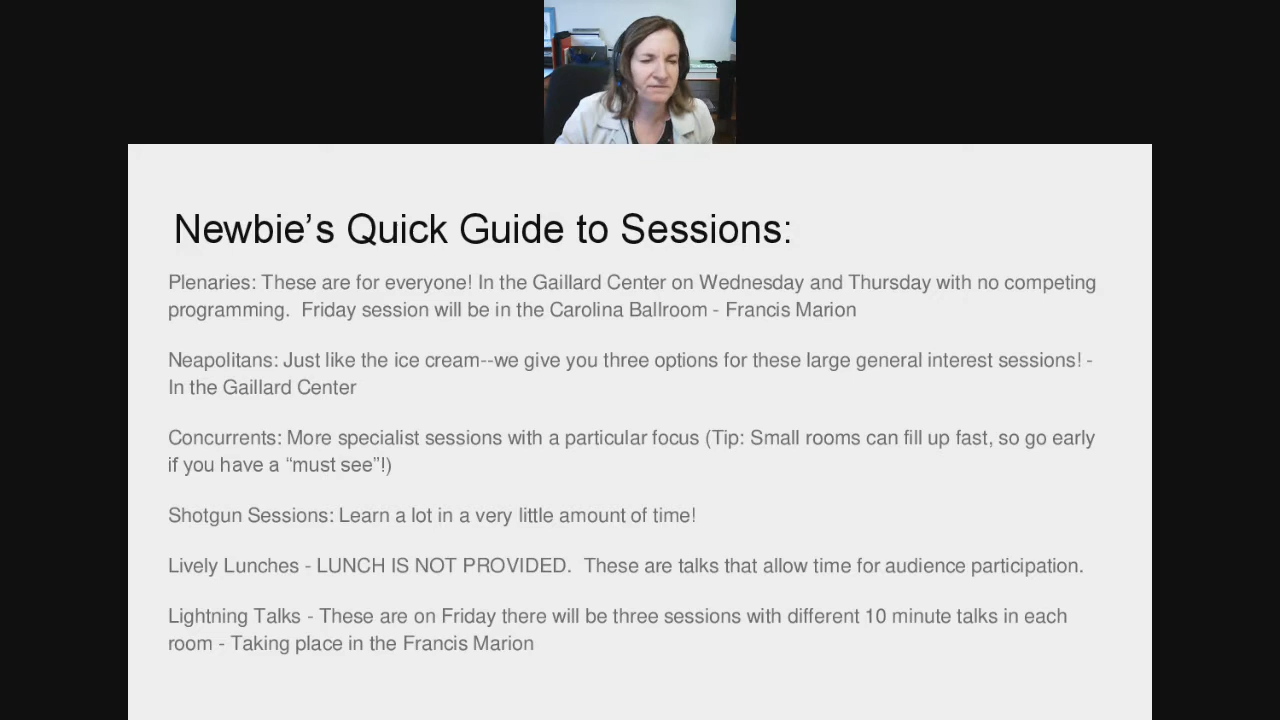 Newbie’s Quick Guide to Sessions:
Plenaries: These are for everyone! In the Gaillard Center on Wednesday and Thursday with no competing
programming.  Friday session will be in the Carolina Ballroom - Francis Marion
Neapolitans: Just like the ice cream--we give you three options for these large general interest sessions! -
In the Gaillard Center
Concurrents: More specialist sessions with a particular focus (Tip: Small rooms can fill up fast, so go early
if you have a “must see”!)
Shotgun Sessions: Learn a lot in a very little amount of time!
Lively Lunches - LUNCH IS NOT PROVIDED.  These are talks that allow time for audience participation.
Lightning Talks - These are on Friday there will be three sessions with different 10 minute talks in each
room - Taking place in the Francis Marion